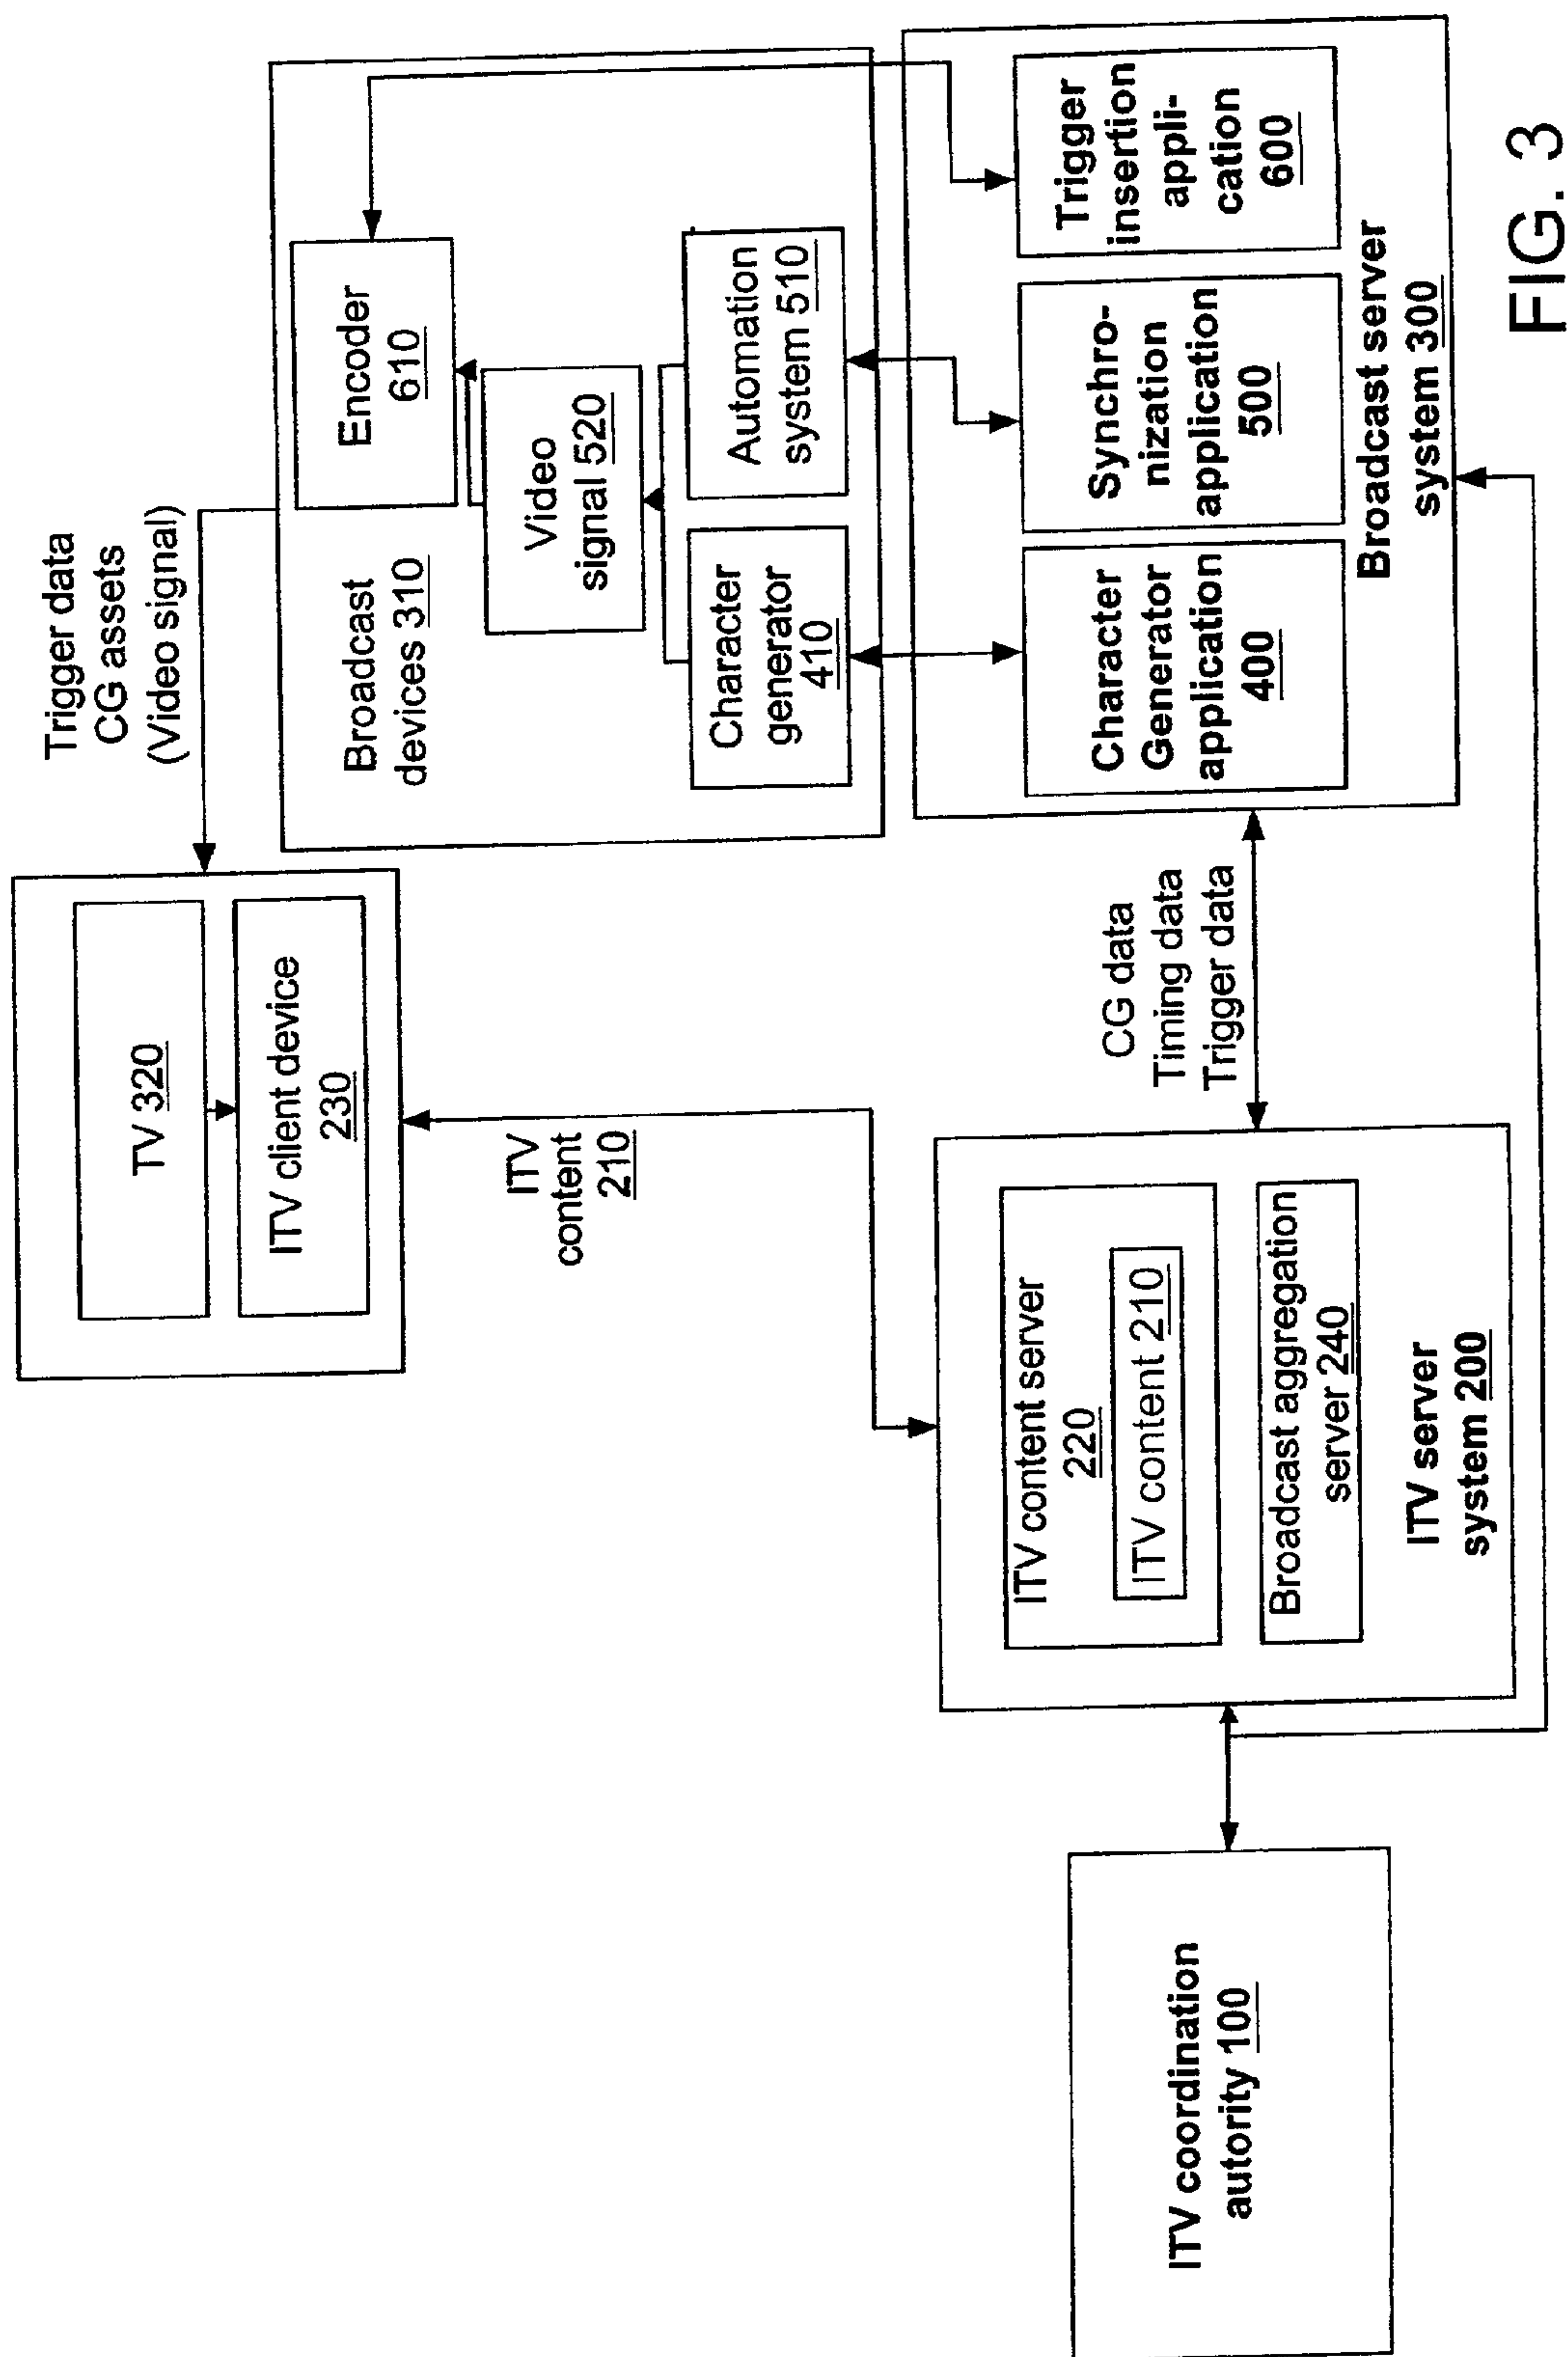 Trigger data
CG assets
(Video signal)
TV 320
ITV client device
230
Broadcast
devices 310
Encoder
610
Video
signal 520
Character
generator
410
Automation
system 510
ITV
content
210
CG data
Timing data
Trigger data
Character
Generator
application
400
Synchro-
nization
application
500
Trigger
insertion
appli-
cation
600
Broadcast server
system 300
ITV content server
220
ITV content 210
Broadcast aggregation
server 240
ITV server
system 200
ITV coordination
autority 100
FIG. 3